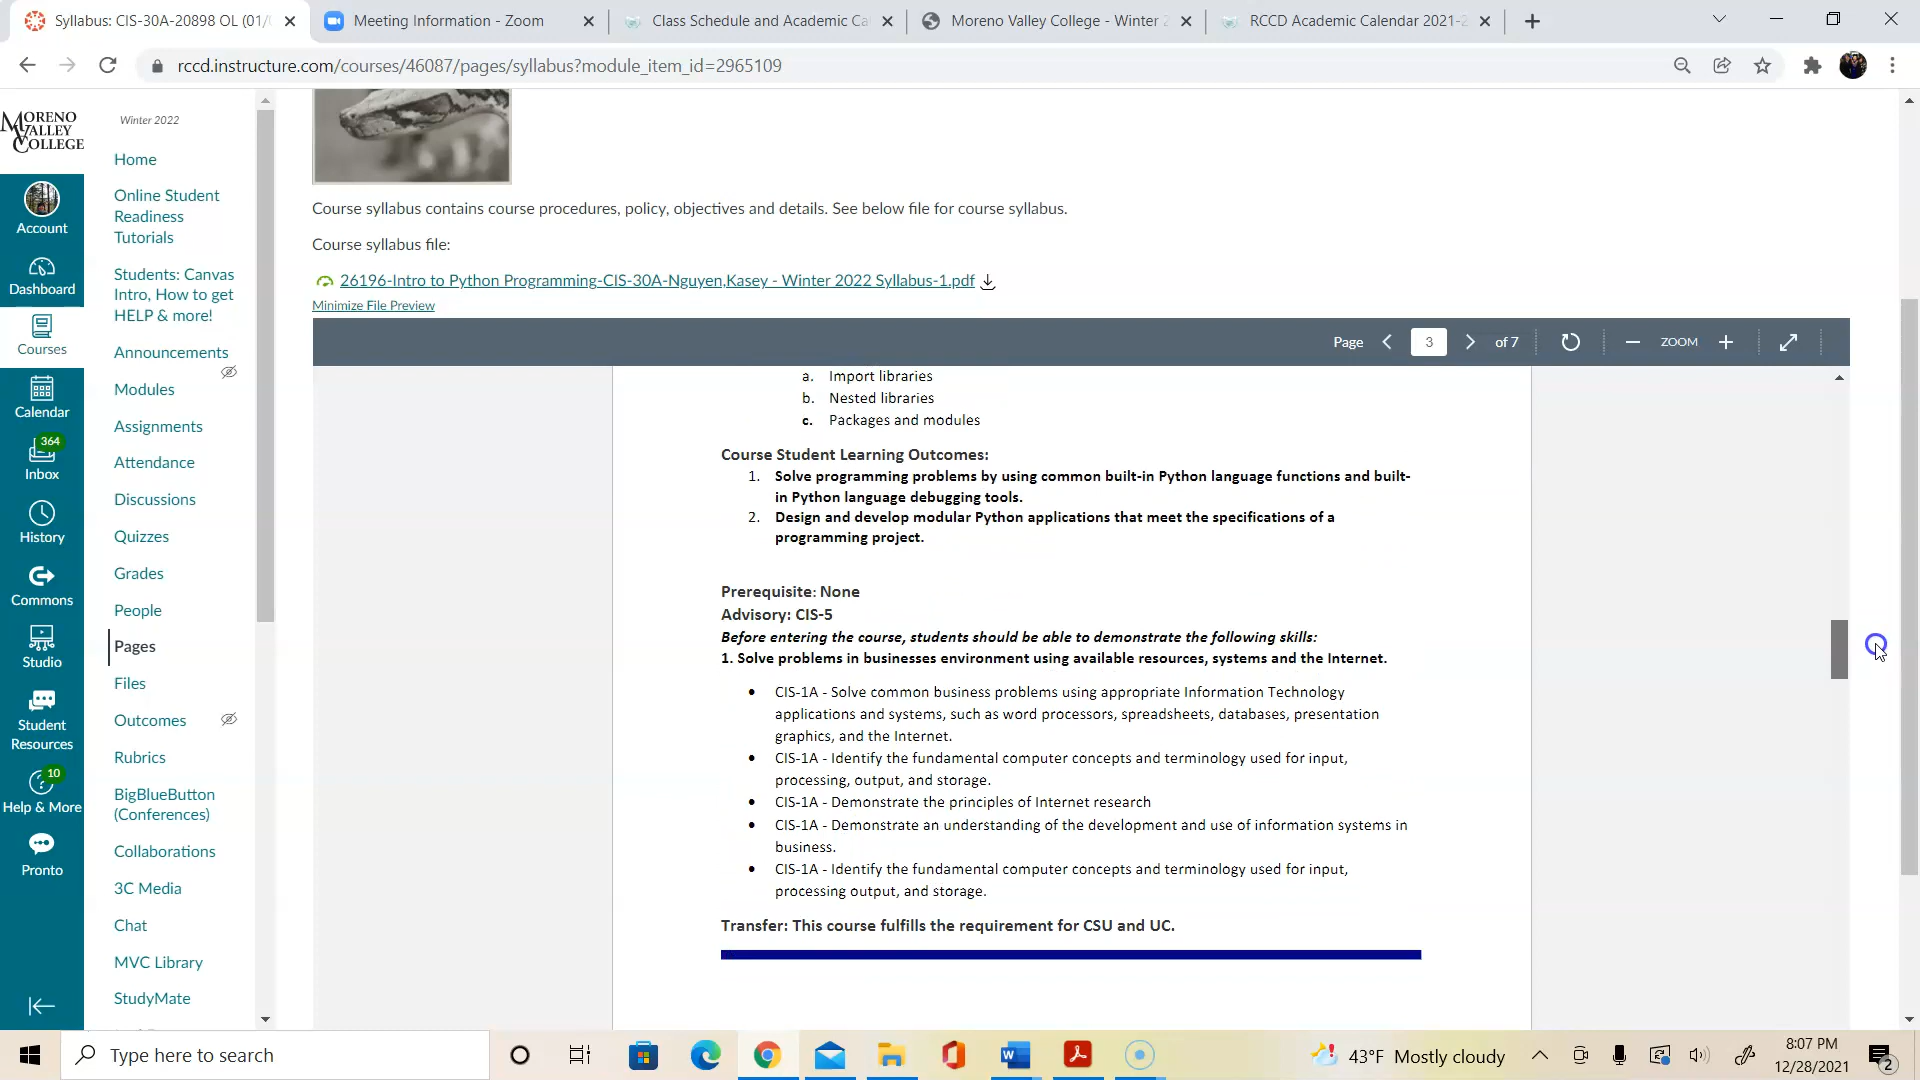 Syllabus: CIS-30A-20898 OL (01/
Meeting Information - Zoom
Class Schedule and Academic Ca
Moreno Valley College - Winter 2
RCCD Academic Calendar 2021-2
rccd.instructure.com/courses/46087/pages/syllabus?module_item_id=2965109
MORENO
VALLEY
COLLEGE
Account
Dashboard
Courses
Calendar
364
Inbox
History
Commons
Studio
Student
Resources
10
Help & More
Pronto
Winter 2022
Home
Online Student
Readiness
Tutorials
Students: Canvas
Intro, How to get
HELP & more!
Announcements
Modules
Assignments
Attendance
Discussions
Quizzes
Grades
People
Pages
Files
Outcomes
Rubrics
BigBlueButton
(Conferences)
Collaborations
3C Media
Chat
MVC Library
StudyMate
Course syllabus contains course procedures, policy, objectives and details. See below file for course syllabus.
Course syllabus file:
26196-Intro to Python Programming-CIS-30A-Nguyen,Kasey - Winter 2022 Syllabus-1.pdf
Minimize File Preview
Page 3 of 7 ZOOM
a. Import libraries
b. Nested libraries
c. Packages and modules
Course Student Learning Outcomes:
1. Solve programming problems by using common built-in Python language functions and built-
in Python language debugging tools.
2. Design and develop modular Python applications that meet the specifications of a
programming project.
Prerequisite: None
Advisory: CIS-5
Before entering the course, students should be able to demonstrate the following skills:
1. Solve problems in businesses environment using available resources, systems and the Internet.
• CIS-1A - Solve common business problems using appropriate Information Technology
applications and systems, such as word processors, spreadsheets, databases, presentation
graphics, and the Internet.
• CIS-1A - Identify the fundamental computer concepts and terminology used for input,
processing, output, and storage.
• CIS-1A - Demonstrate the principles of Internet research
• CIS-1A - Demonstrate an understanding of the development and use of information systems in
business.
• CIS-1A - Identify the fundamental computer concepts and terminology used for input,
processing output, and storage.
Transfer: This course fulfills the requirement for CSU and UC.
Type here to search
43°F Mostly cloudy
8:07 PM
12/28/2021
2